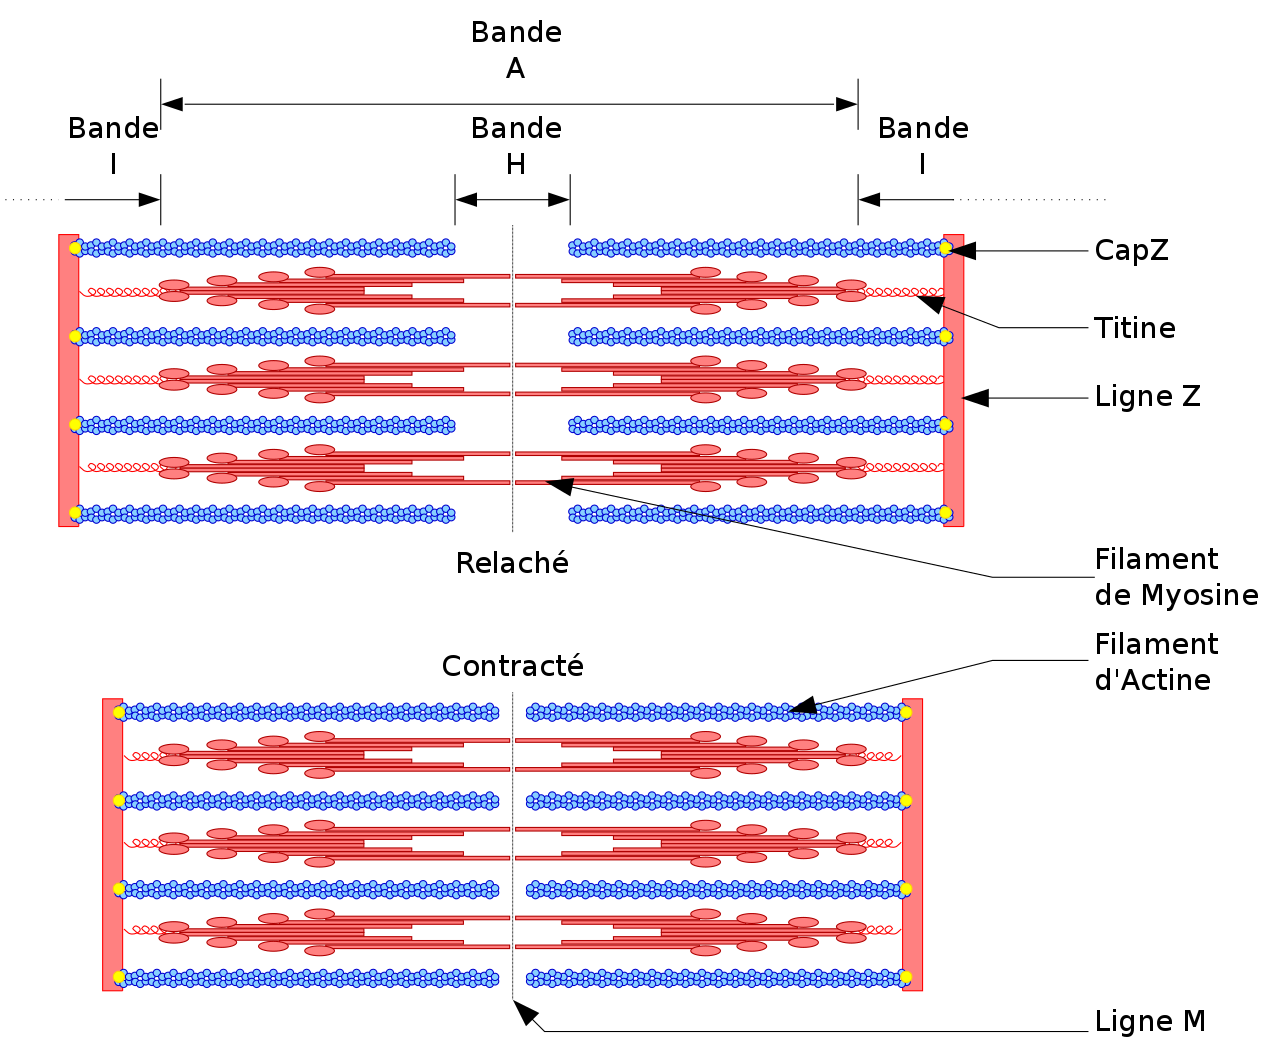 Bande
A
Bande
I
Bande
H
Bande
I
CapZ
Titine
Ligne Z
Relaché
Filament
de Myosine
Contracté
Filament
d'Actine
Ligne M